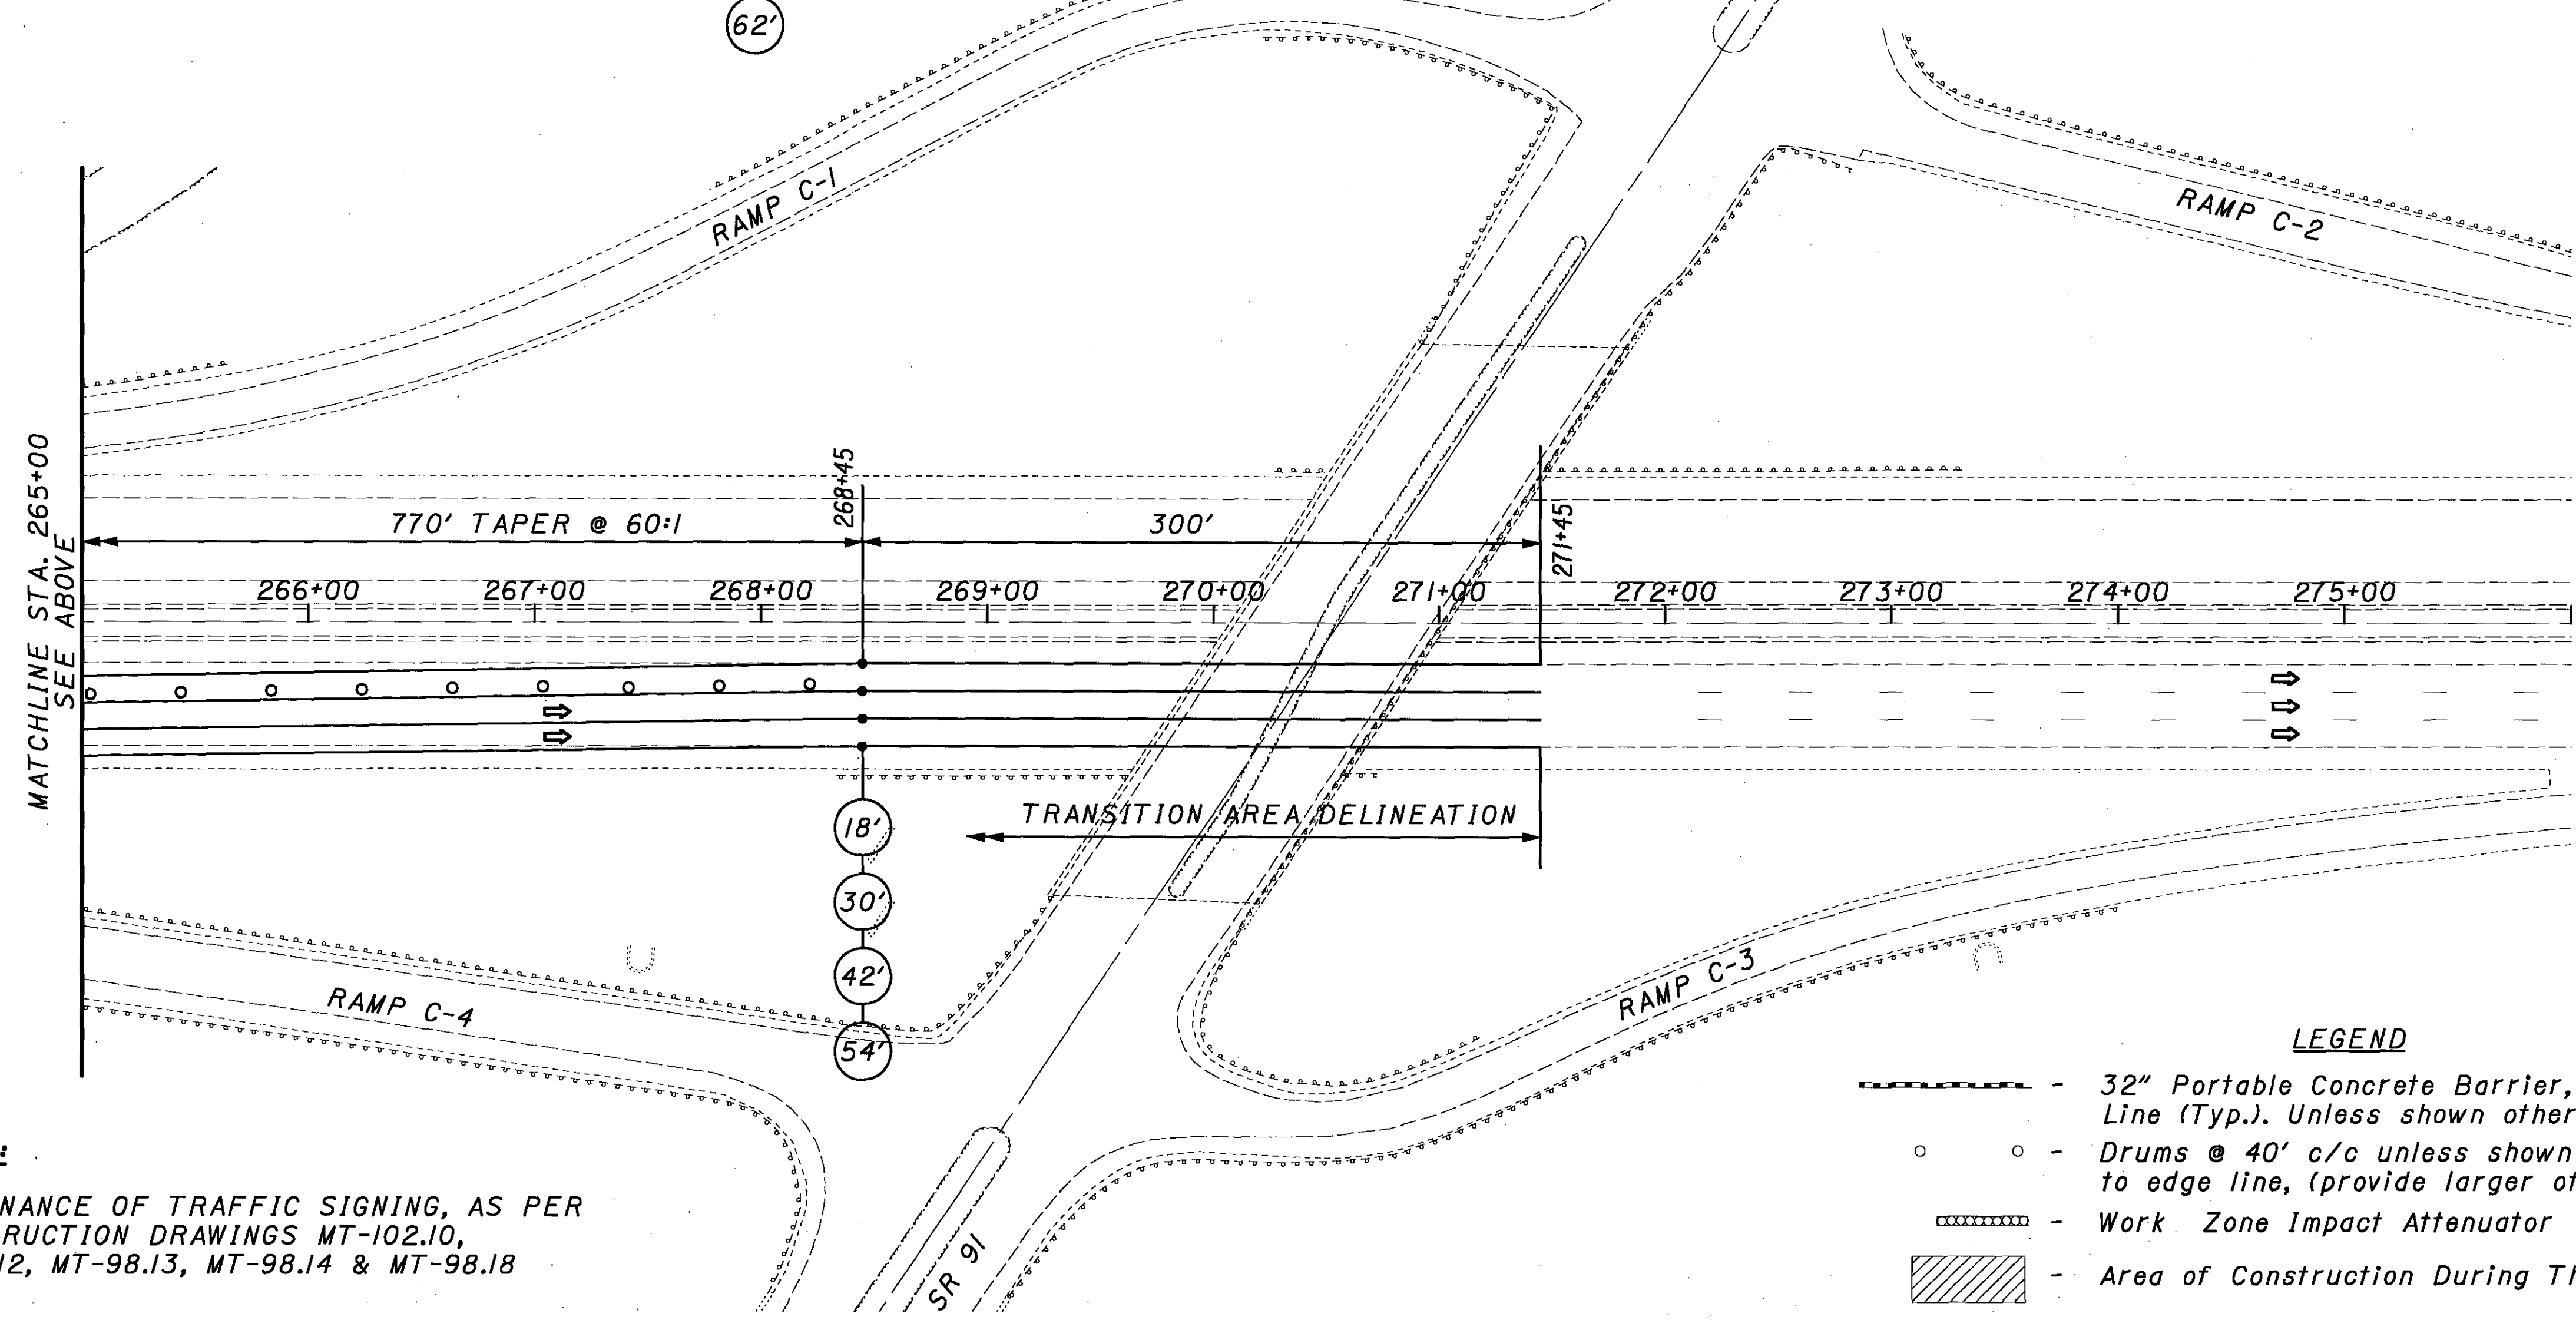 62'
RAMP C-1
RAMP C-2
MATCHLINE STA. 265+00
SEE ABOVE
268+45
770' TAPER @ 60:1
300'
271+45
266+00 267+00 268+00 269+00 270+00 271+00 272+00 273+00 274+00 275+00
TRANSITION AREA DELINEATION
18'
30'
42'
54'
RAMP C-4
RAMP C-3
SR 91
LEGEND
- 32" Portable Concrete Barrier,
Line (Typ.). Unless shown other
- Drums @ 40' c/c unless shown
to edge line, (provide larger of
- Work Zone Impact Attenuator
- Area of Construction During Th
NANCE OF TRAFFIC SIGNING, AS PER
RUCTION DRAWINGS MT-102.10,
12, MT-98.13, MT-98.14 & MT-98.18